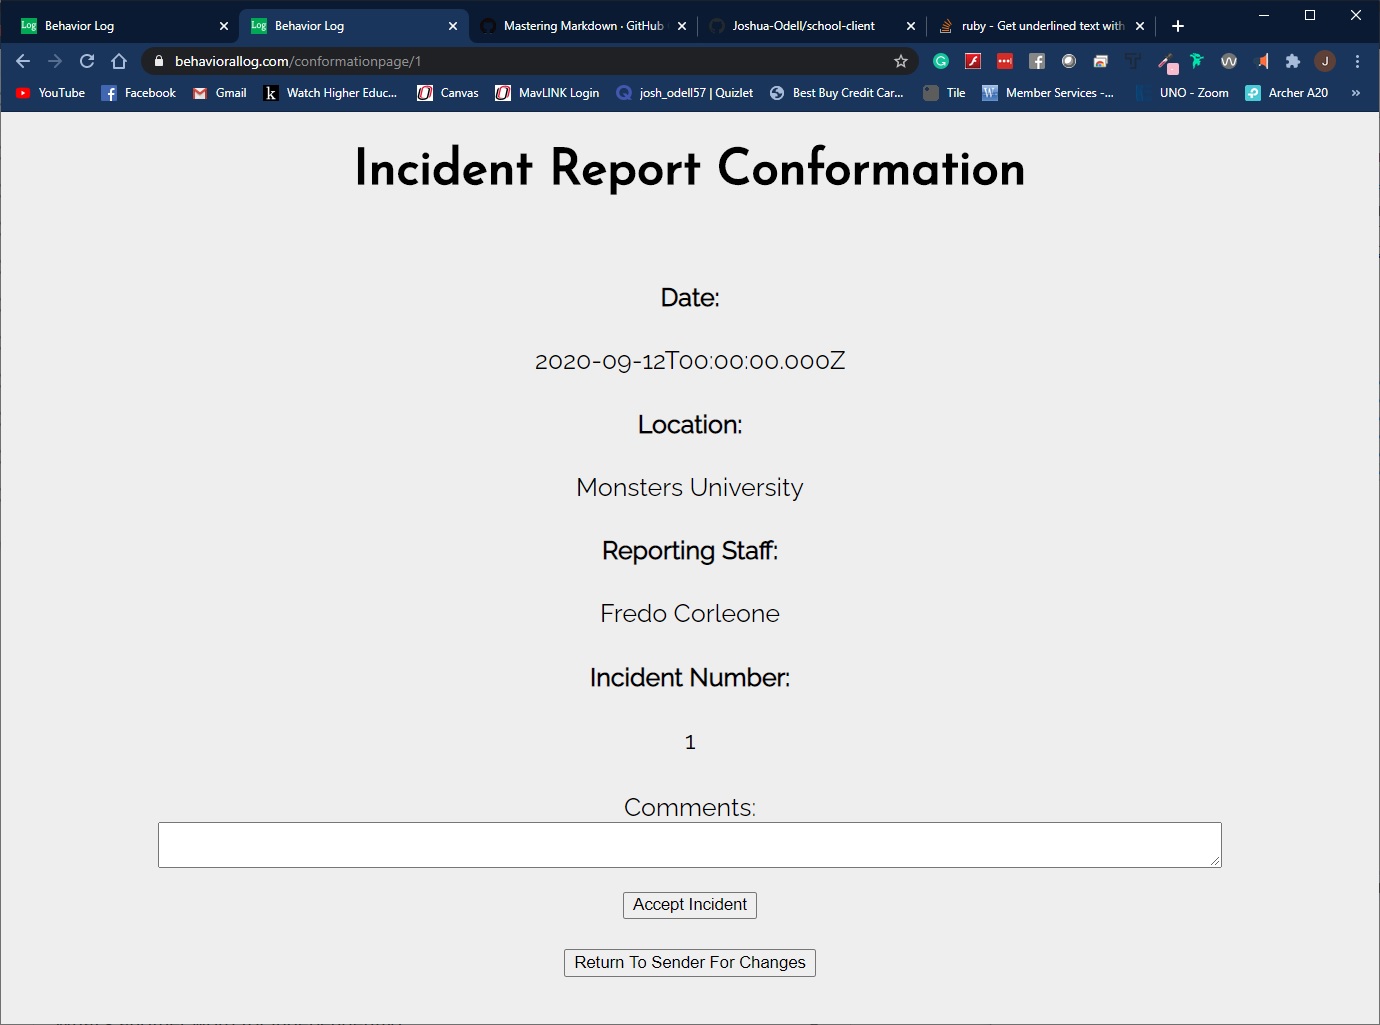 Log Behavior Log
Log Behavior Log
Mastering Markdown · GitHub
Joshua-Odell/school-client
ruby - Get underlined text with
behaviorallog.com/conformationpage/1
J
YouTube
Facebook
Gmail
k Watch Higher Educ...
Canvas
MavLINK Login
josh_odell57 | Quizlet
Best Buy Credit Car...
Tile
Member Services -...
UNO - Zoom
Archer A20
»
Incident Report Conformation
Date:
2020-09-12T00:00:00.000Z
Location:
Monsters University
Reporting Staff:
Fredo Corleone
Incident Number:
1
Comments:
Accept Incident
Return To Sender For Changes